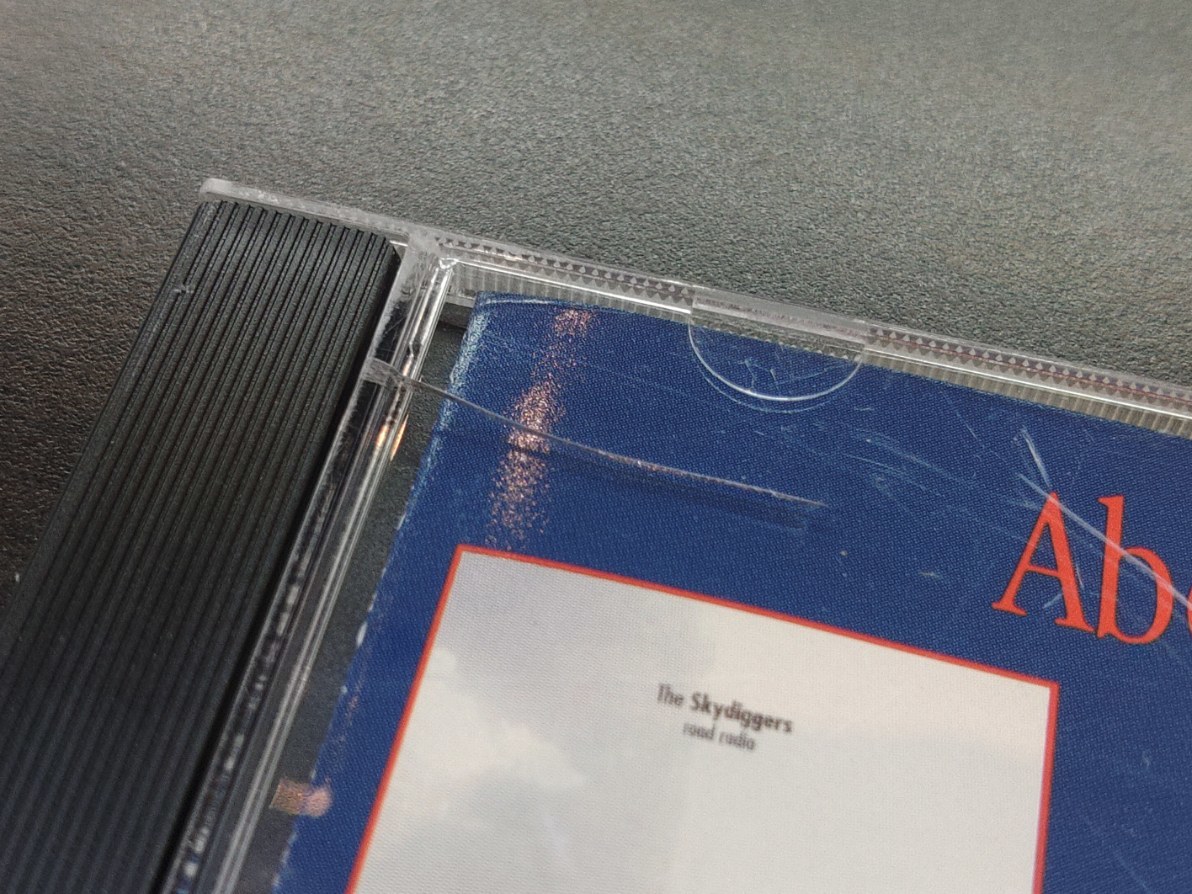 Ab
The Skydiggers
road radio